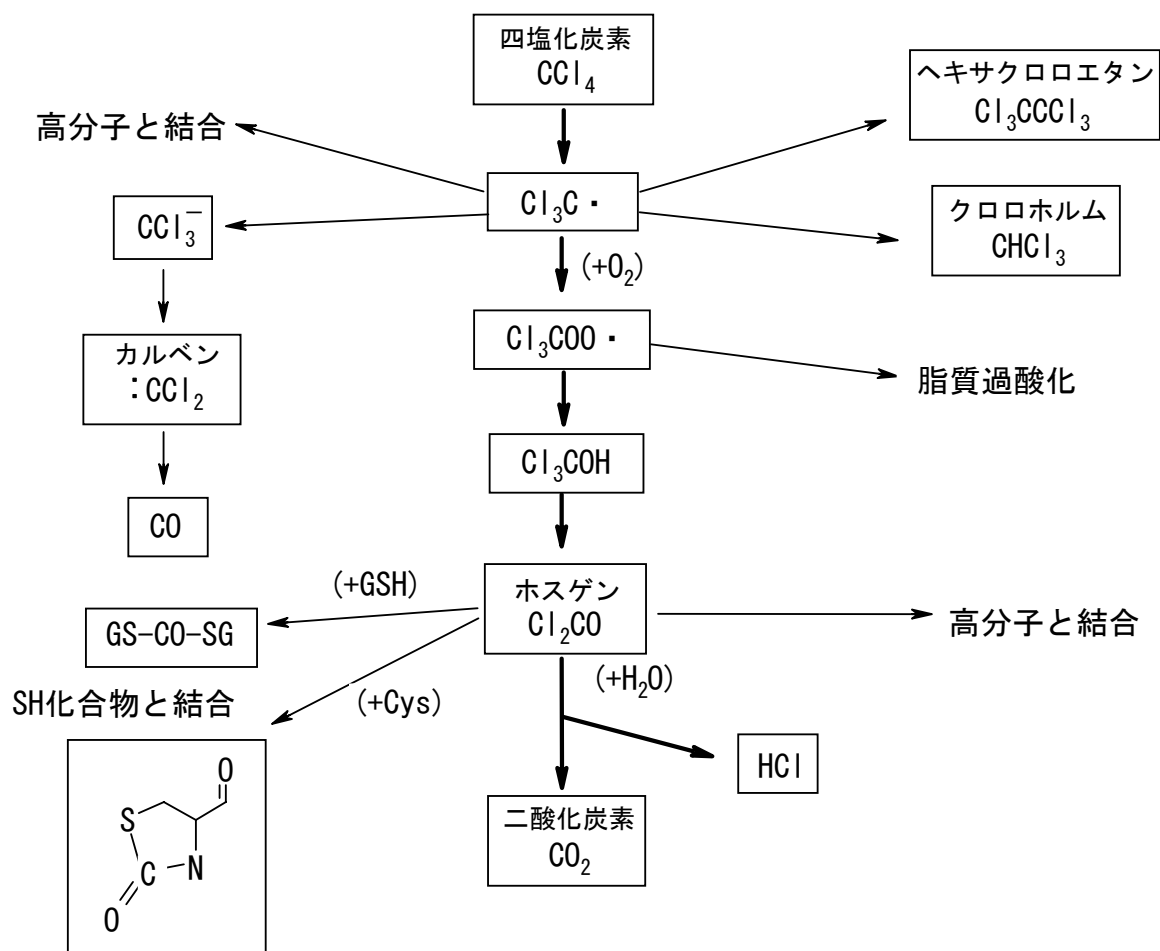 四塩化炭素
CCl₄
ヘキサクロロエタン
Cl₃CCCl₃
高分子と結合
Cl₃C・
CCl₃⁻
クロロホルム
CHCl₃
(+O₂)
Cl₃COO・
カルベン
:CCl₂
脂質過酸化
Cl₃COH
CO
(+GSH)
ホスゲン
Cl₂CO
GS-CO-SG
高分子と結合
(+H₂O)
SH化合物と結合
(+Cys)
HCl
O
S
C
N
O
二酸化炭素
CO₂